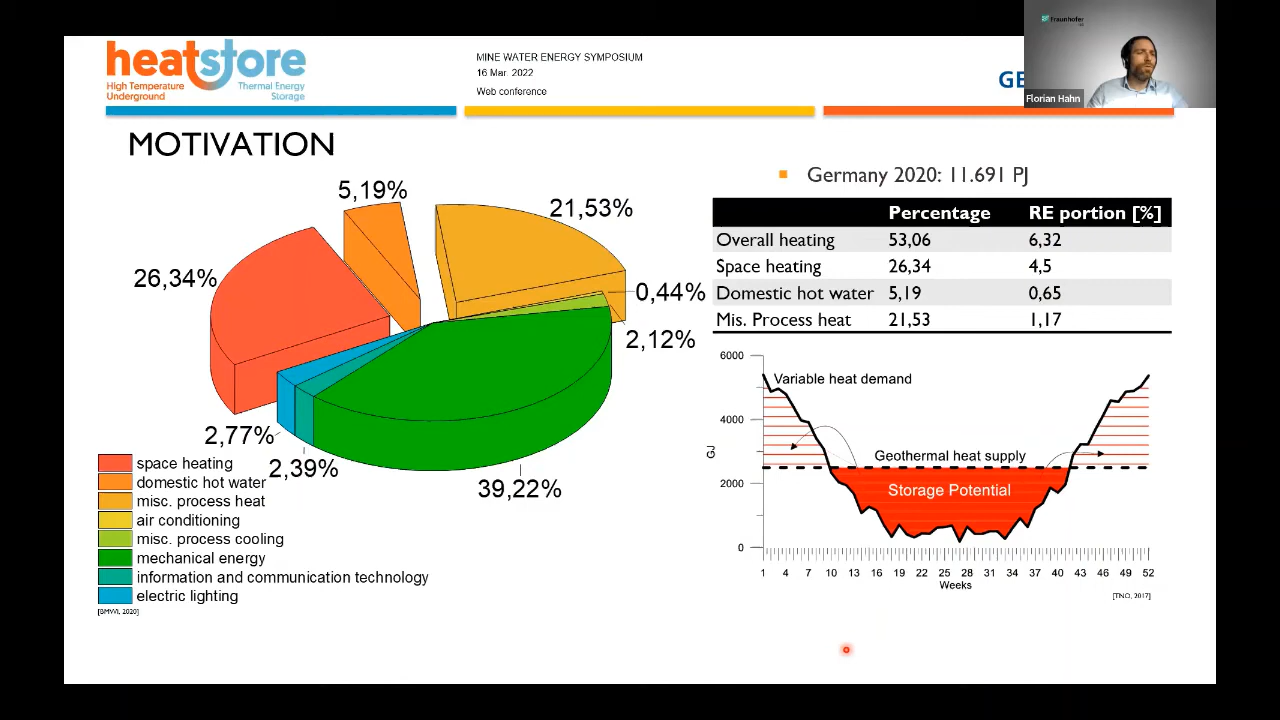 heatstore
High Temperature
Underground
Thermal Energy
Storage
MINE WATER ENERGY SYMPOSIUM
16 Mar. 2022
Web conference
GE
Fraunhofer
Florian Hahn
MOTIVATION
5,19%
21,53%
26,34%
0,44%
2,12%
2,77%
2,39%
39,22%
space heating
domestic hot water
misc. process heat
air conditioning
misc. process cooling
mechanical energy
information and communication technology
electric lighting
[BMWi, 2020]
Germany 2020: 11.691 PJ
Percentage RE portion [%]
Overall heating 53,06 6,32
Space heating 26,34 4,5
Domestic hot water 5,19 0,65
Mis. Process heat 21,53 1,17
6000
4000
2000
0
GJ
Variable heat demand
Geothermal heat supply
Storage Potential
1 4 7 10 13 16 19 22 25 28 31 34 37 40 43 46 49 52
Weeks
[TNO, 2017]